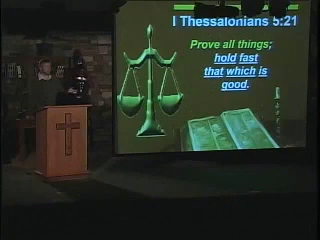 I Thessalonians 5:21
Prove all things;
hold fast
that which is
good.